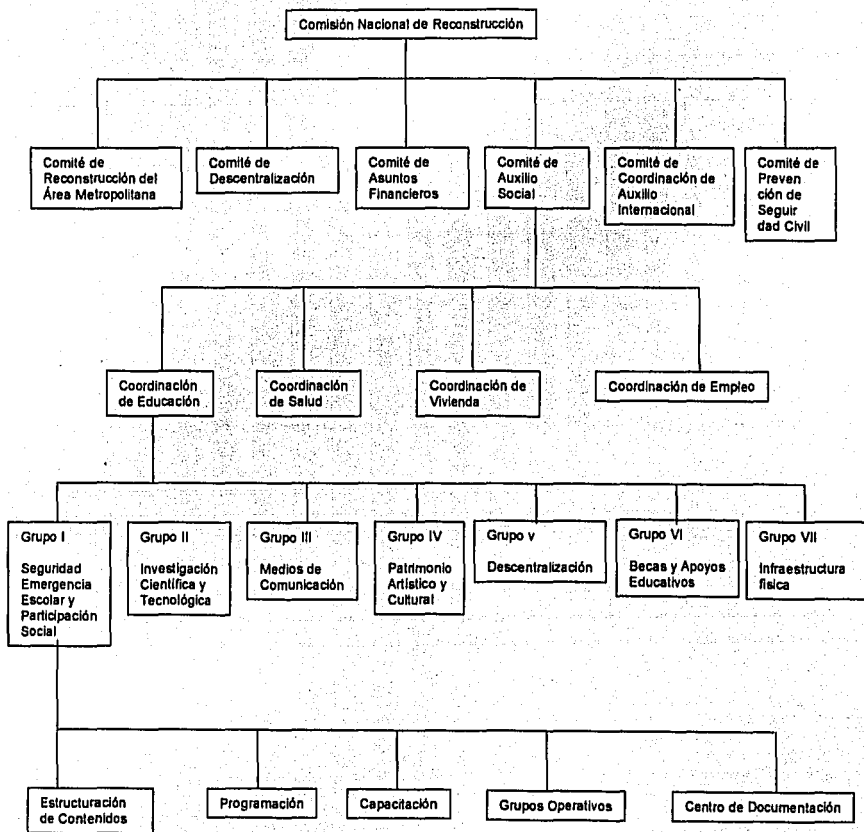 Comisión Nacional de Reconstrucción
Comité de
Reconstrucción del
Área Metropolitana
Comité de
Descentralización
Comité de
Asuntos
Financieros
Comité de
Auxilio
Social
Comité de
Coordinación de
Auxilio
Internacional
Comité de
Preven
ción de
Seguir
dad Civil
Coordinación
de Educación
Coordinación
de Salud
Coordinación de
Vivienda
Coordinación de Empleo
Grupo I
Seguridad
Emergencia
Escolar y
Participación
Social
Grupo II
Investigación
Científica y
Tecnológica
Grupo III
Medios de
Comunicación
Grupo IV
Patrimonio
Artístico y
Cultural
Grupo v
Descentralización
Grupo VI
Becas y Apoyos
Educativos
Grupo VII
Infraestructura
física
Estructuración
de Contenidos
Programación
Capacitación
Grupos Operativos
Centro de Documentación